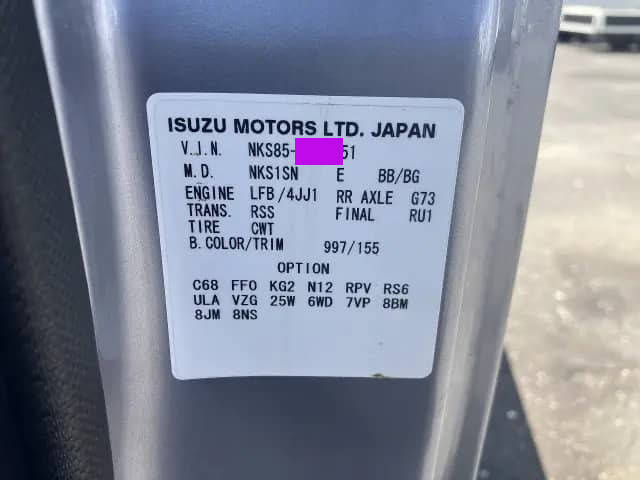 ISUZU MOTORS LTD. JAPAN
V.I.N. NKS85- 51
M.D. NKS1SN E BB/BG
ENGINE LFB/4JJ1 RR AXLE G73
TRANS. RSS FINAL RU1
TIRE CWT
B.COLOR/TRIM 997/155
OPTION
C68 FF0 KG2 N12 RPV RS6
ULA VZG 25W 6WD 7VP 8BM
8JM 8NS